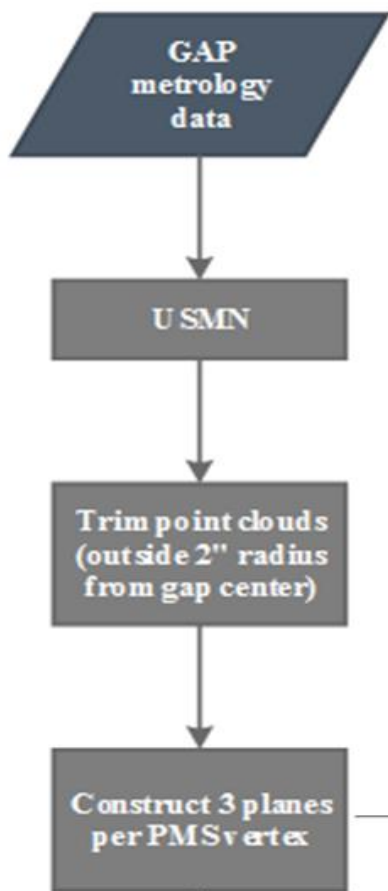 GAP
metrology
data
USMN
Trim point clouds
(outside 2" radius
from gap center)
Construct 3 planes
per PMS vertex